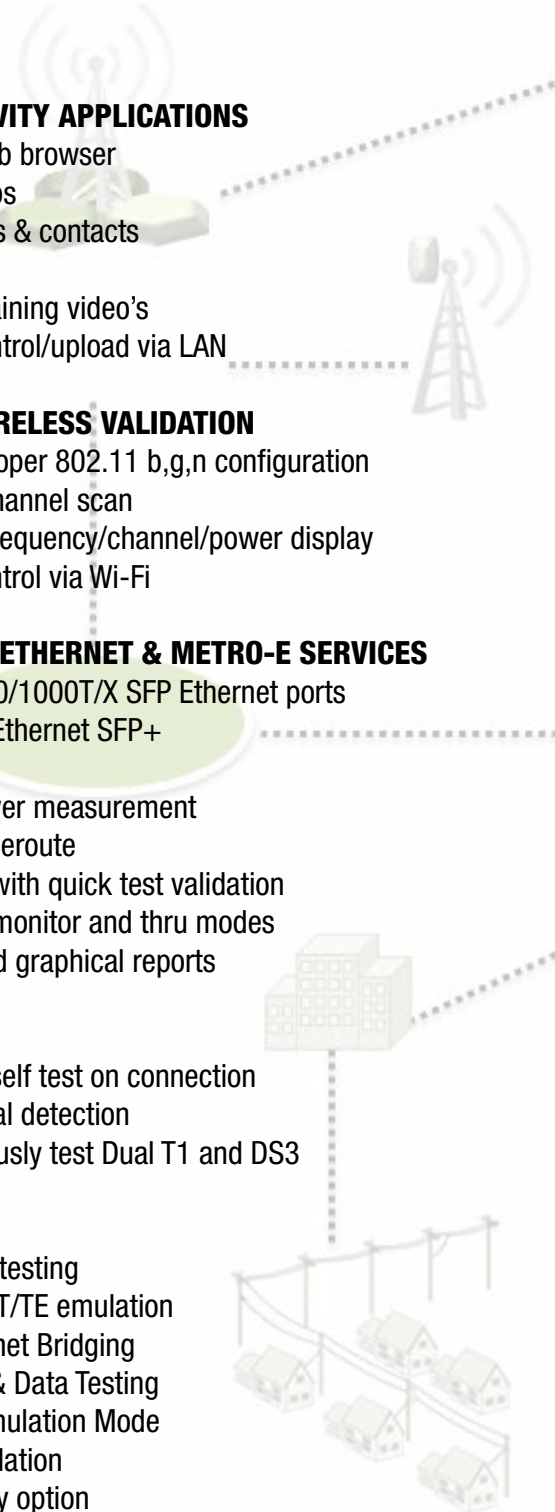 VITY APPLICATIONS
b browser
os
s & contacts
aining video's
ntrol/upload via LAN
RELESS VALIDATION
oper 802.11 b,g,n configuration
hannel scan
equency/channel/power display
ntrol via Wi-Fi
ETHERNET & METRO-E SERVICES
0/1000T/X SFP Ethernet ports
Ethernet SFP+
er measurement
eroute
with quick test validation
monitor and thru modes
d graphical reports
self test on connection
al detection
usly test Dual T1 and DS3
testing
T/TE emulation
net Bridging
& Data Testing
mulation Mode
lation
y option